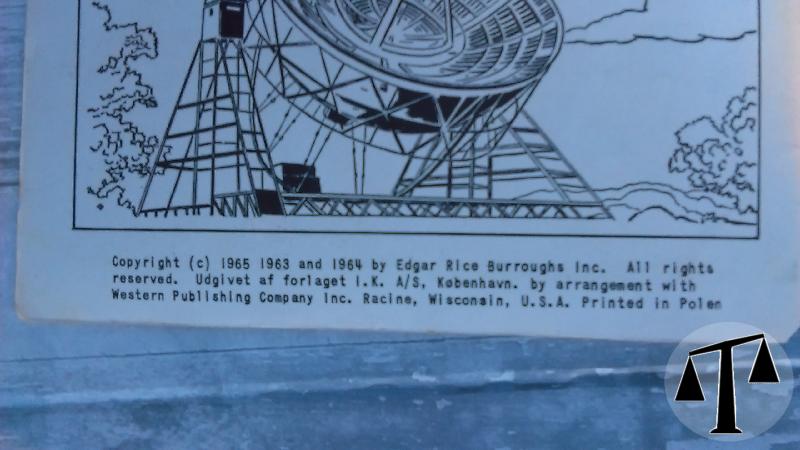 Copyright (c) 1965 1963 and 1964 by Edgar Rice Burroughs Inc. All rights
reserved. Udgivet af forlaget I.K. A/S, København. by arrangement with
Western Publishing Company Inc. Racine, Wisconsin, U.S.A. Printed in Polen